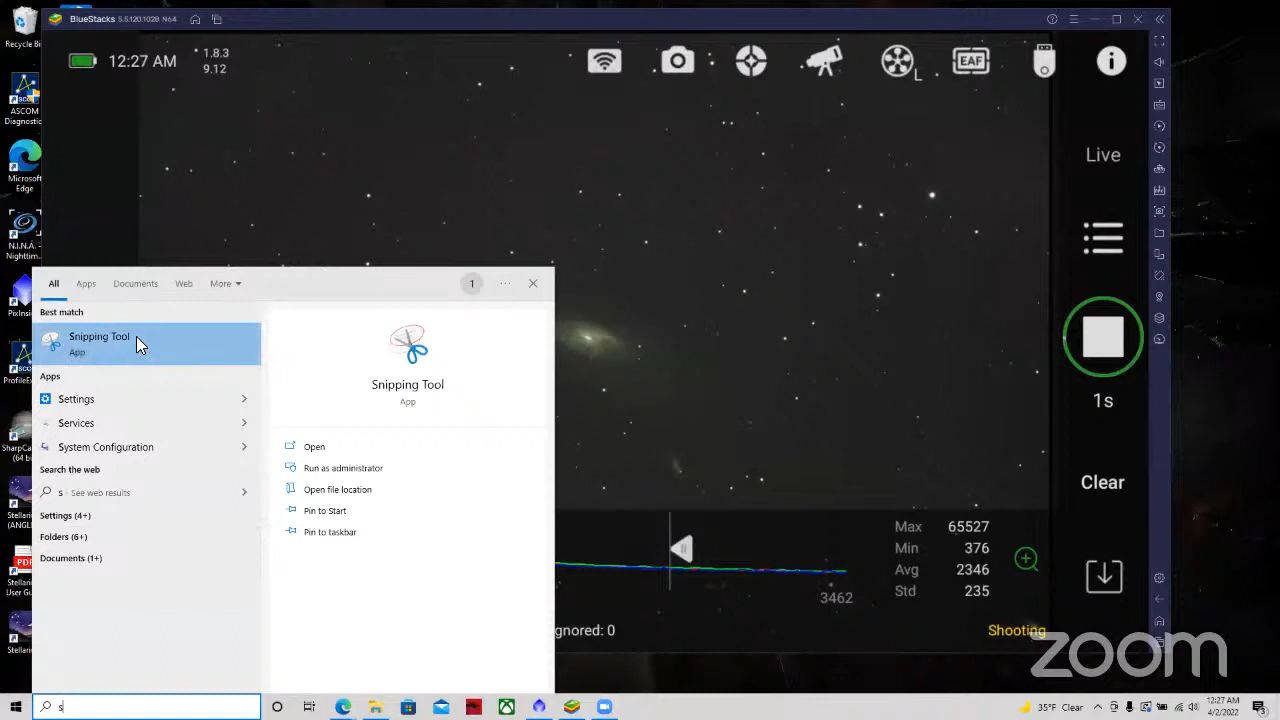 Recycle Bin
BlueStacks 5.5.120.1028 N64
12:27 AM
1.8.3
9.12
L
EAF
i
ASCOM
Diagnostic
Microsoft
Edge
N.I.N.A.
Nighttim
PixInsi
ProfileEx
SharpCa
(64 b
Stellari
(ANGLE
PDF
Stellari
User Gu
Stellari
All
Apps
Documents
Web
More
1
Best match
Snipping Tool
App
Apps
Settings
Services
System Configuration
Search the web
s - See web results
Settings (4+)
Folders (6+)
Documents (1+)
Snipping Tool
App
Open
Run as administrator
Open file location
Pin to Start
Pin to taskbar
Live
1s
Clear
3462
Max 65527
Min 376
Avg 2346
Std 235
gnored: 0
Shooting
zoom
s
35°F Clear
12:27 AM
4/2/2022